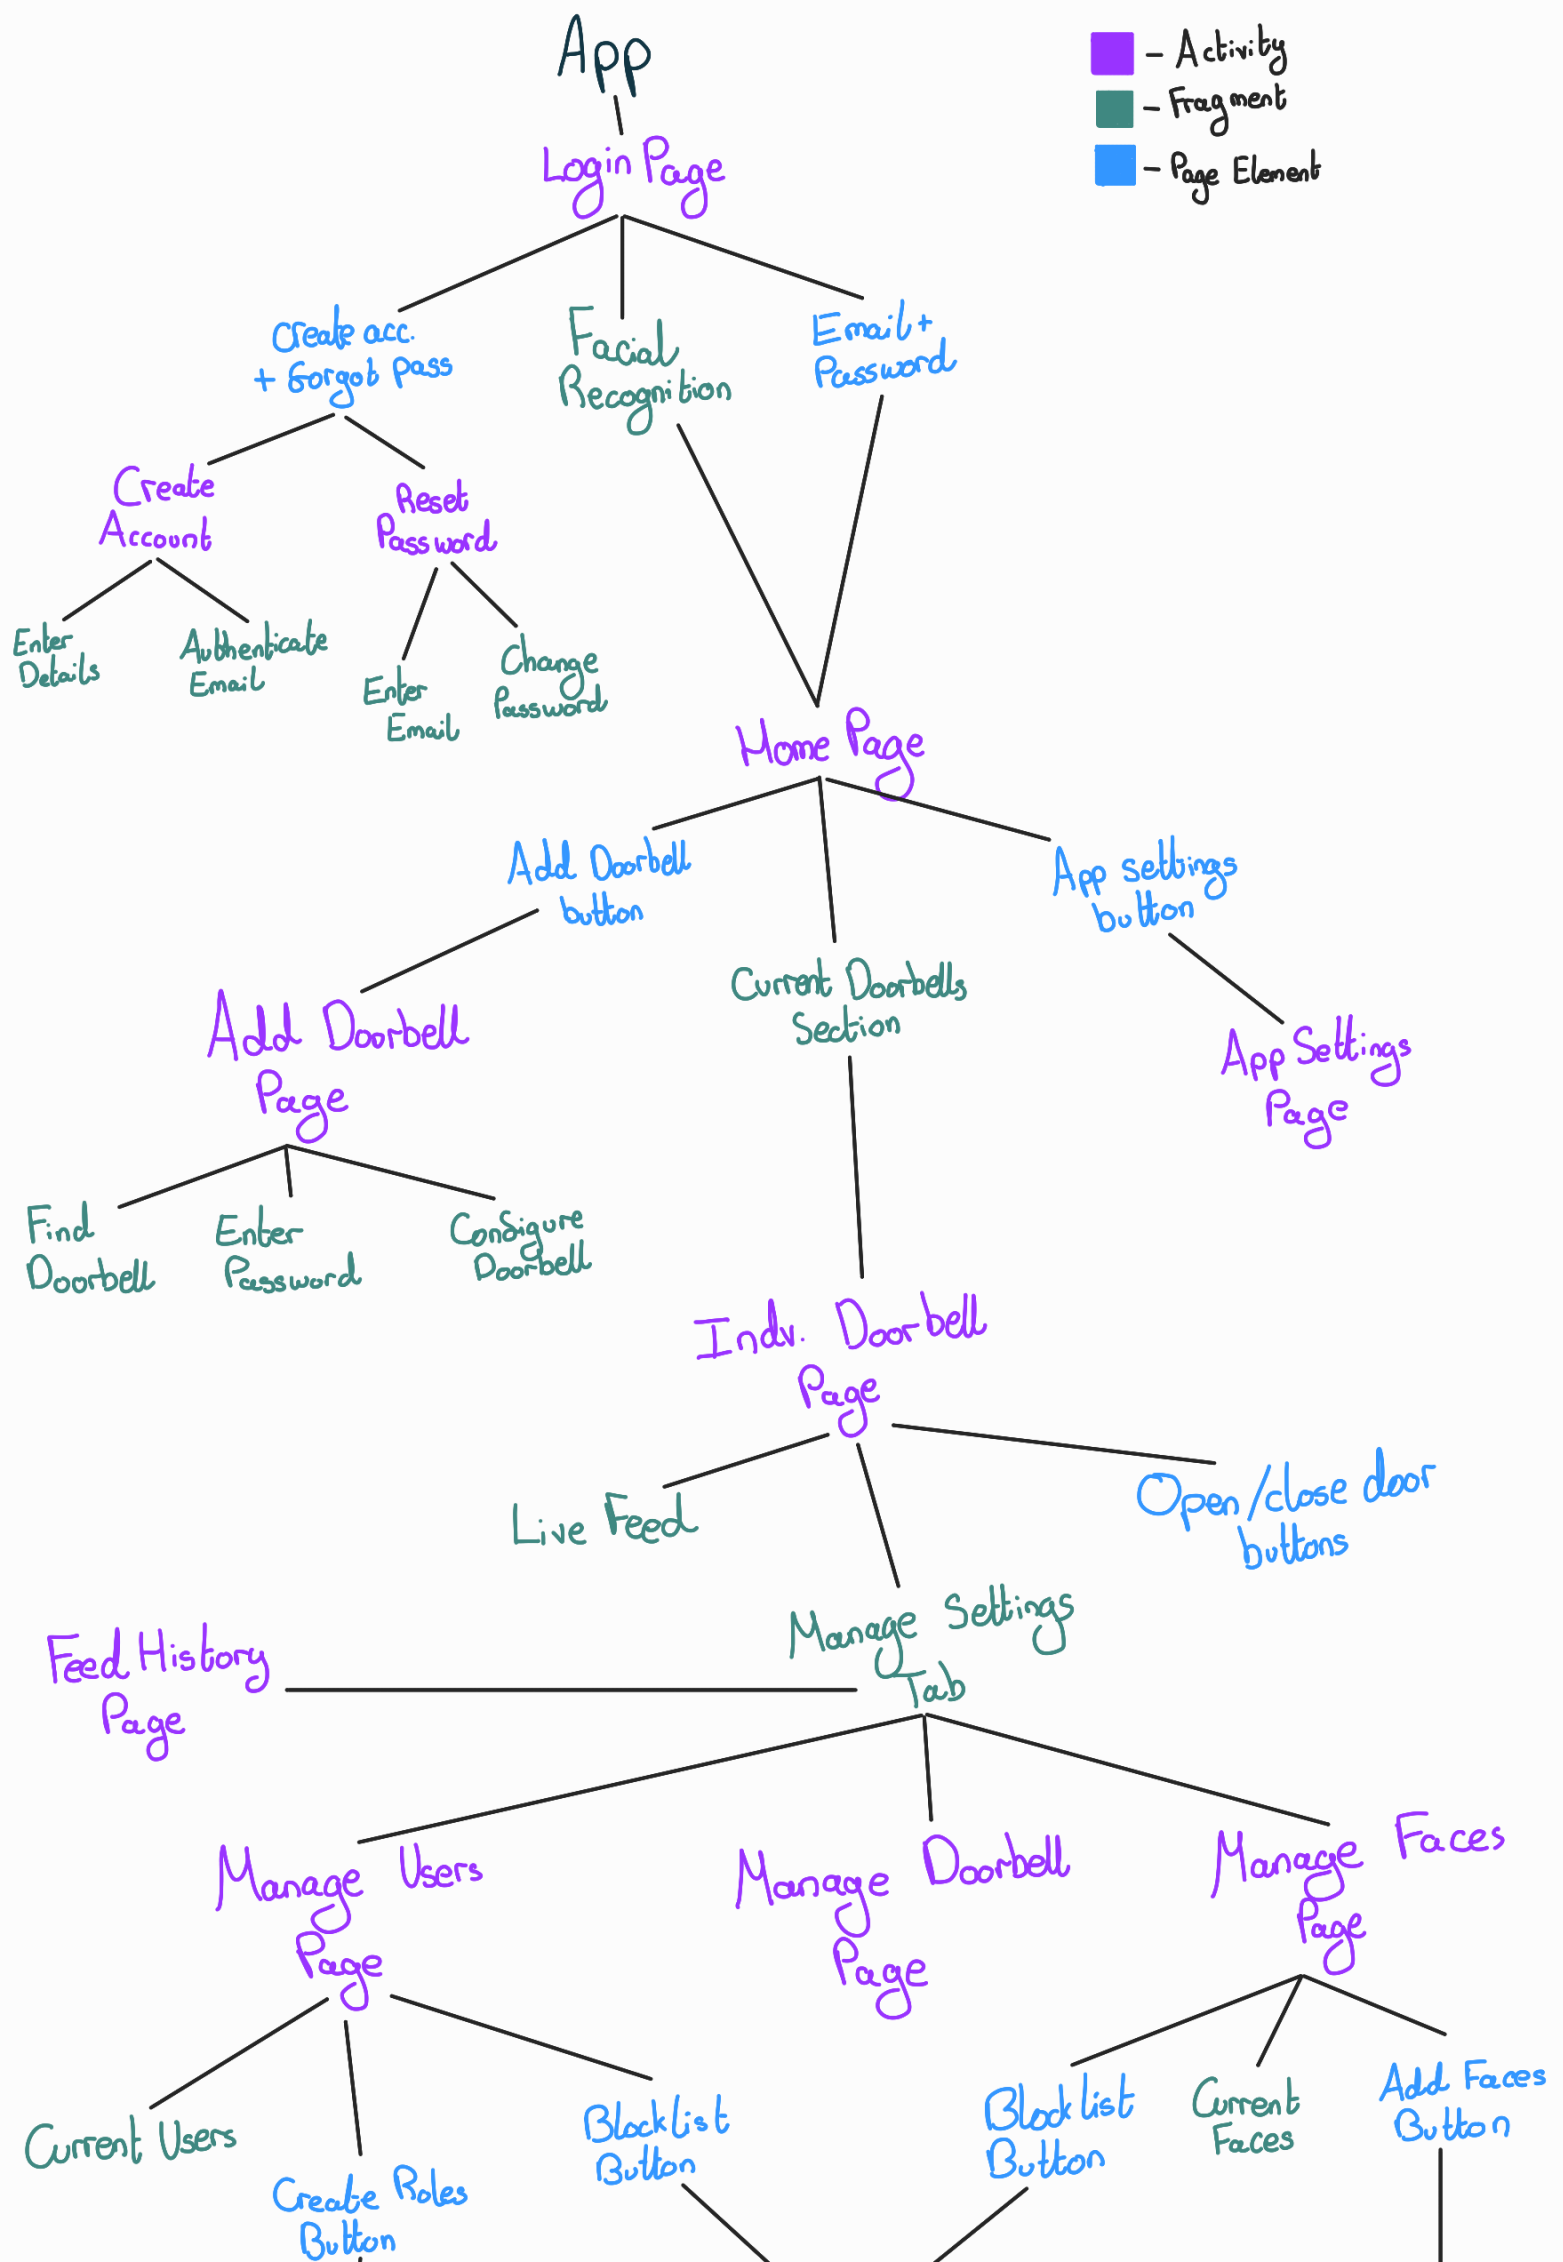 App
- Activity
- Fragment
- Page Element
Login Page
Create acc.
+ forgot pass
Facial
Recognition
Email +
Password
Create
Account
Reset
Password
Enter
Details
Authenticate
Email
Enter
Email
Change
Password
Home Page
Add Doorbell
button
App settings
button
Current Doorbells
Section
Add Doorbell
Page
App Settings
Page
Find
Doorbell
Enter
Password
Configure
Doorbell
Indv. Doorbell
Page
Live Feed
Open/close door
buttons
Manage Settings
Tab
Feed History
Page
Manage Users
Page
Manage Doorbell
Page
Manage Faces
Page
Current Users
Create Roles
Button
Blocklist
Button
Blocklist
Button
Current
Faces
Add Faces
Button